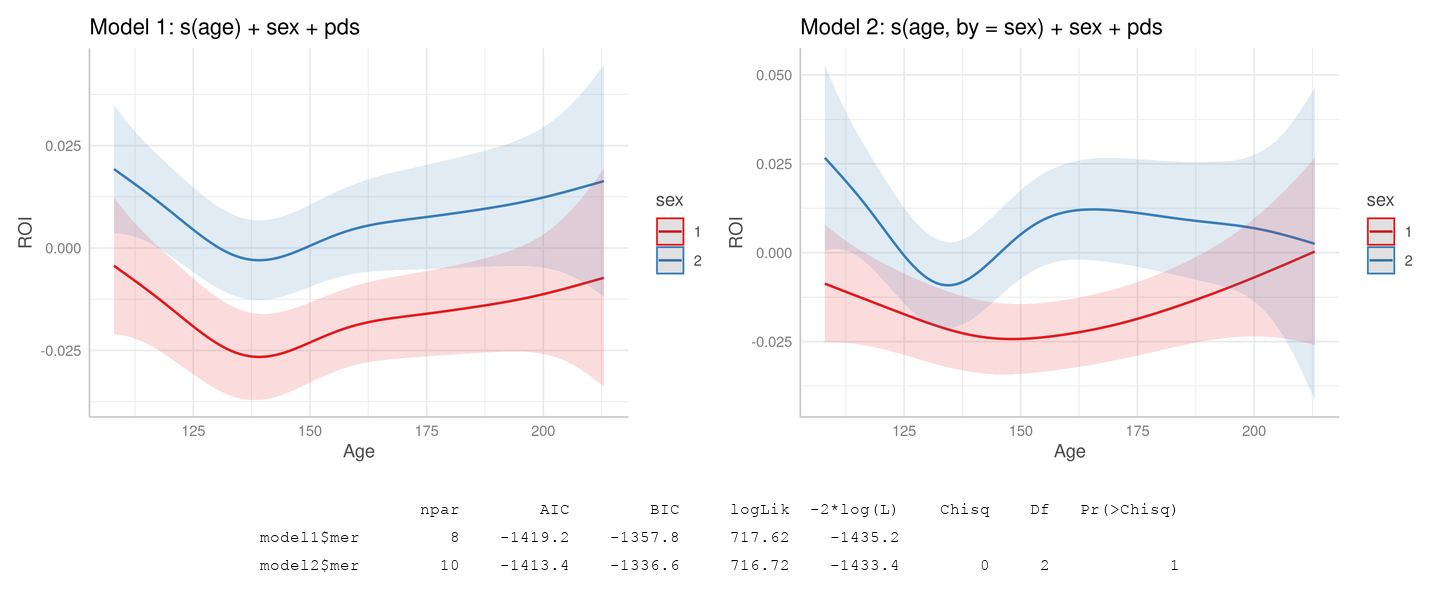 Model 1: s(age) + sex + pds
ROI
0.025
0.000
-0.025
125 150 175 200
Age
sex
1
2
Model 2: s(age, by = sex) + sex + pds
ROI
0.050
0.025
0.000
-0.025
125 150 175 200
Age
sex
1
2
npar AIC BIC logLik -2*log(L) Chisq Df Pr(>Chisq)
model1$mer 8 -1419.2 -1357.8 717.62 -1435.2
model2$mer 10 -1413.4 -1336.6 716.72 -1433.4 0 2 1